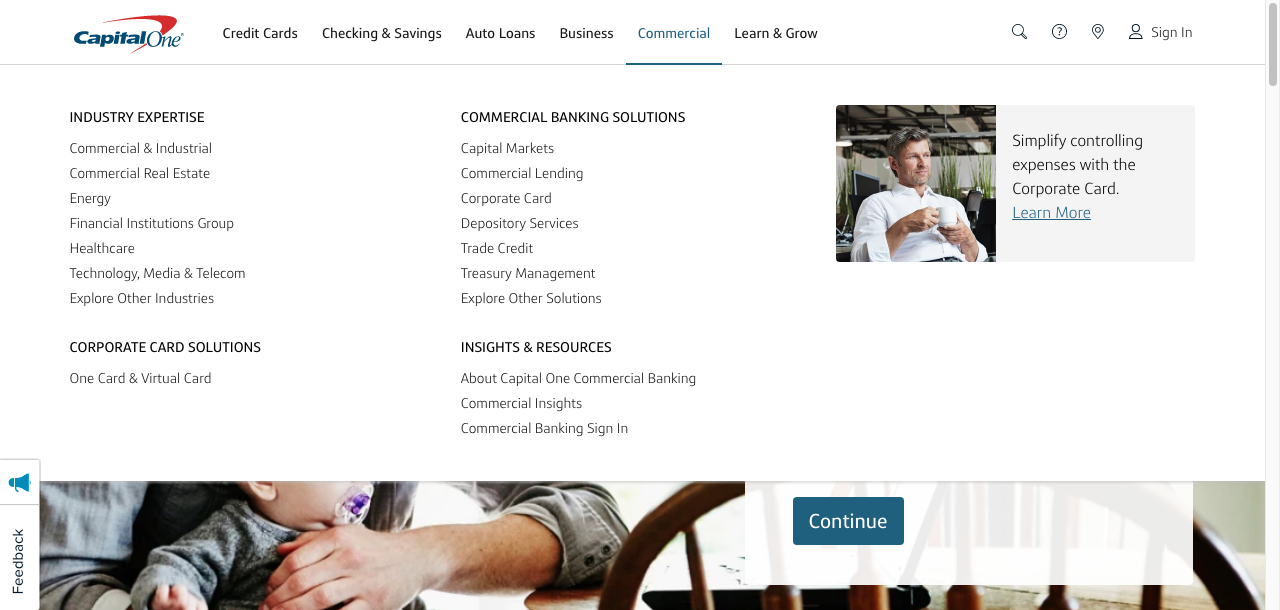 CapitalOne
Credit Cards
Checking & Savings
Auto Loans
Business
Commercial
Learn & Grow
Sign In
INDUSTRY EXPERTISE
Commercial & Industrial
Commercial Real Estate
Energy
Financial Institutions Group
Healthcare
Technology, Media & Telecom
Explore Other Industries
CORPORATE CARD SOLUTIONS
One Card & Virtual Card
COMMERCIAL BANKING SOLUTIONS
Capital Markets
Commercial Lending
Corporate Card
Depository Services
Trade Credit
Treasury Management
Explore Other Solutions
INSIGHTS & RESOURCES
About Capital One Commercial Banking
Commercial Insights
Commercial Banking Sign In
Simplify controlling
expenses with the
Corporate Card.
Learn More
Continue
Feedback